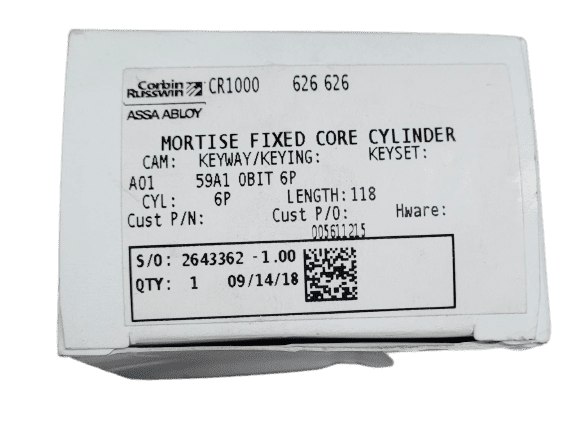 Corbin Russwin CR1000 626 626
ASSA ABLOY
MORTISE FIXED CORE CYLINDER
CAM: KEYWAY/KEYING: KEYSET:
A01 59A1 0BIT 6P
CYL: 6P LENGTH: 118
Cust P/N: Cust P/O: Hware:
005611215
S/O: 2643362 -1.00
QTY: 1 09/14/18